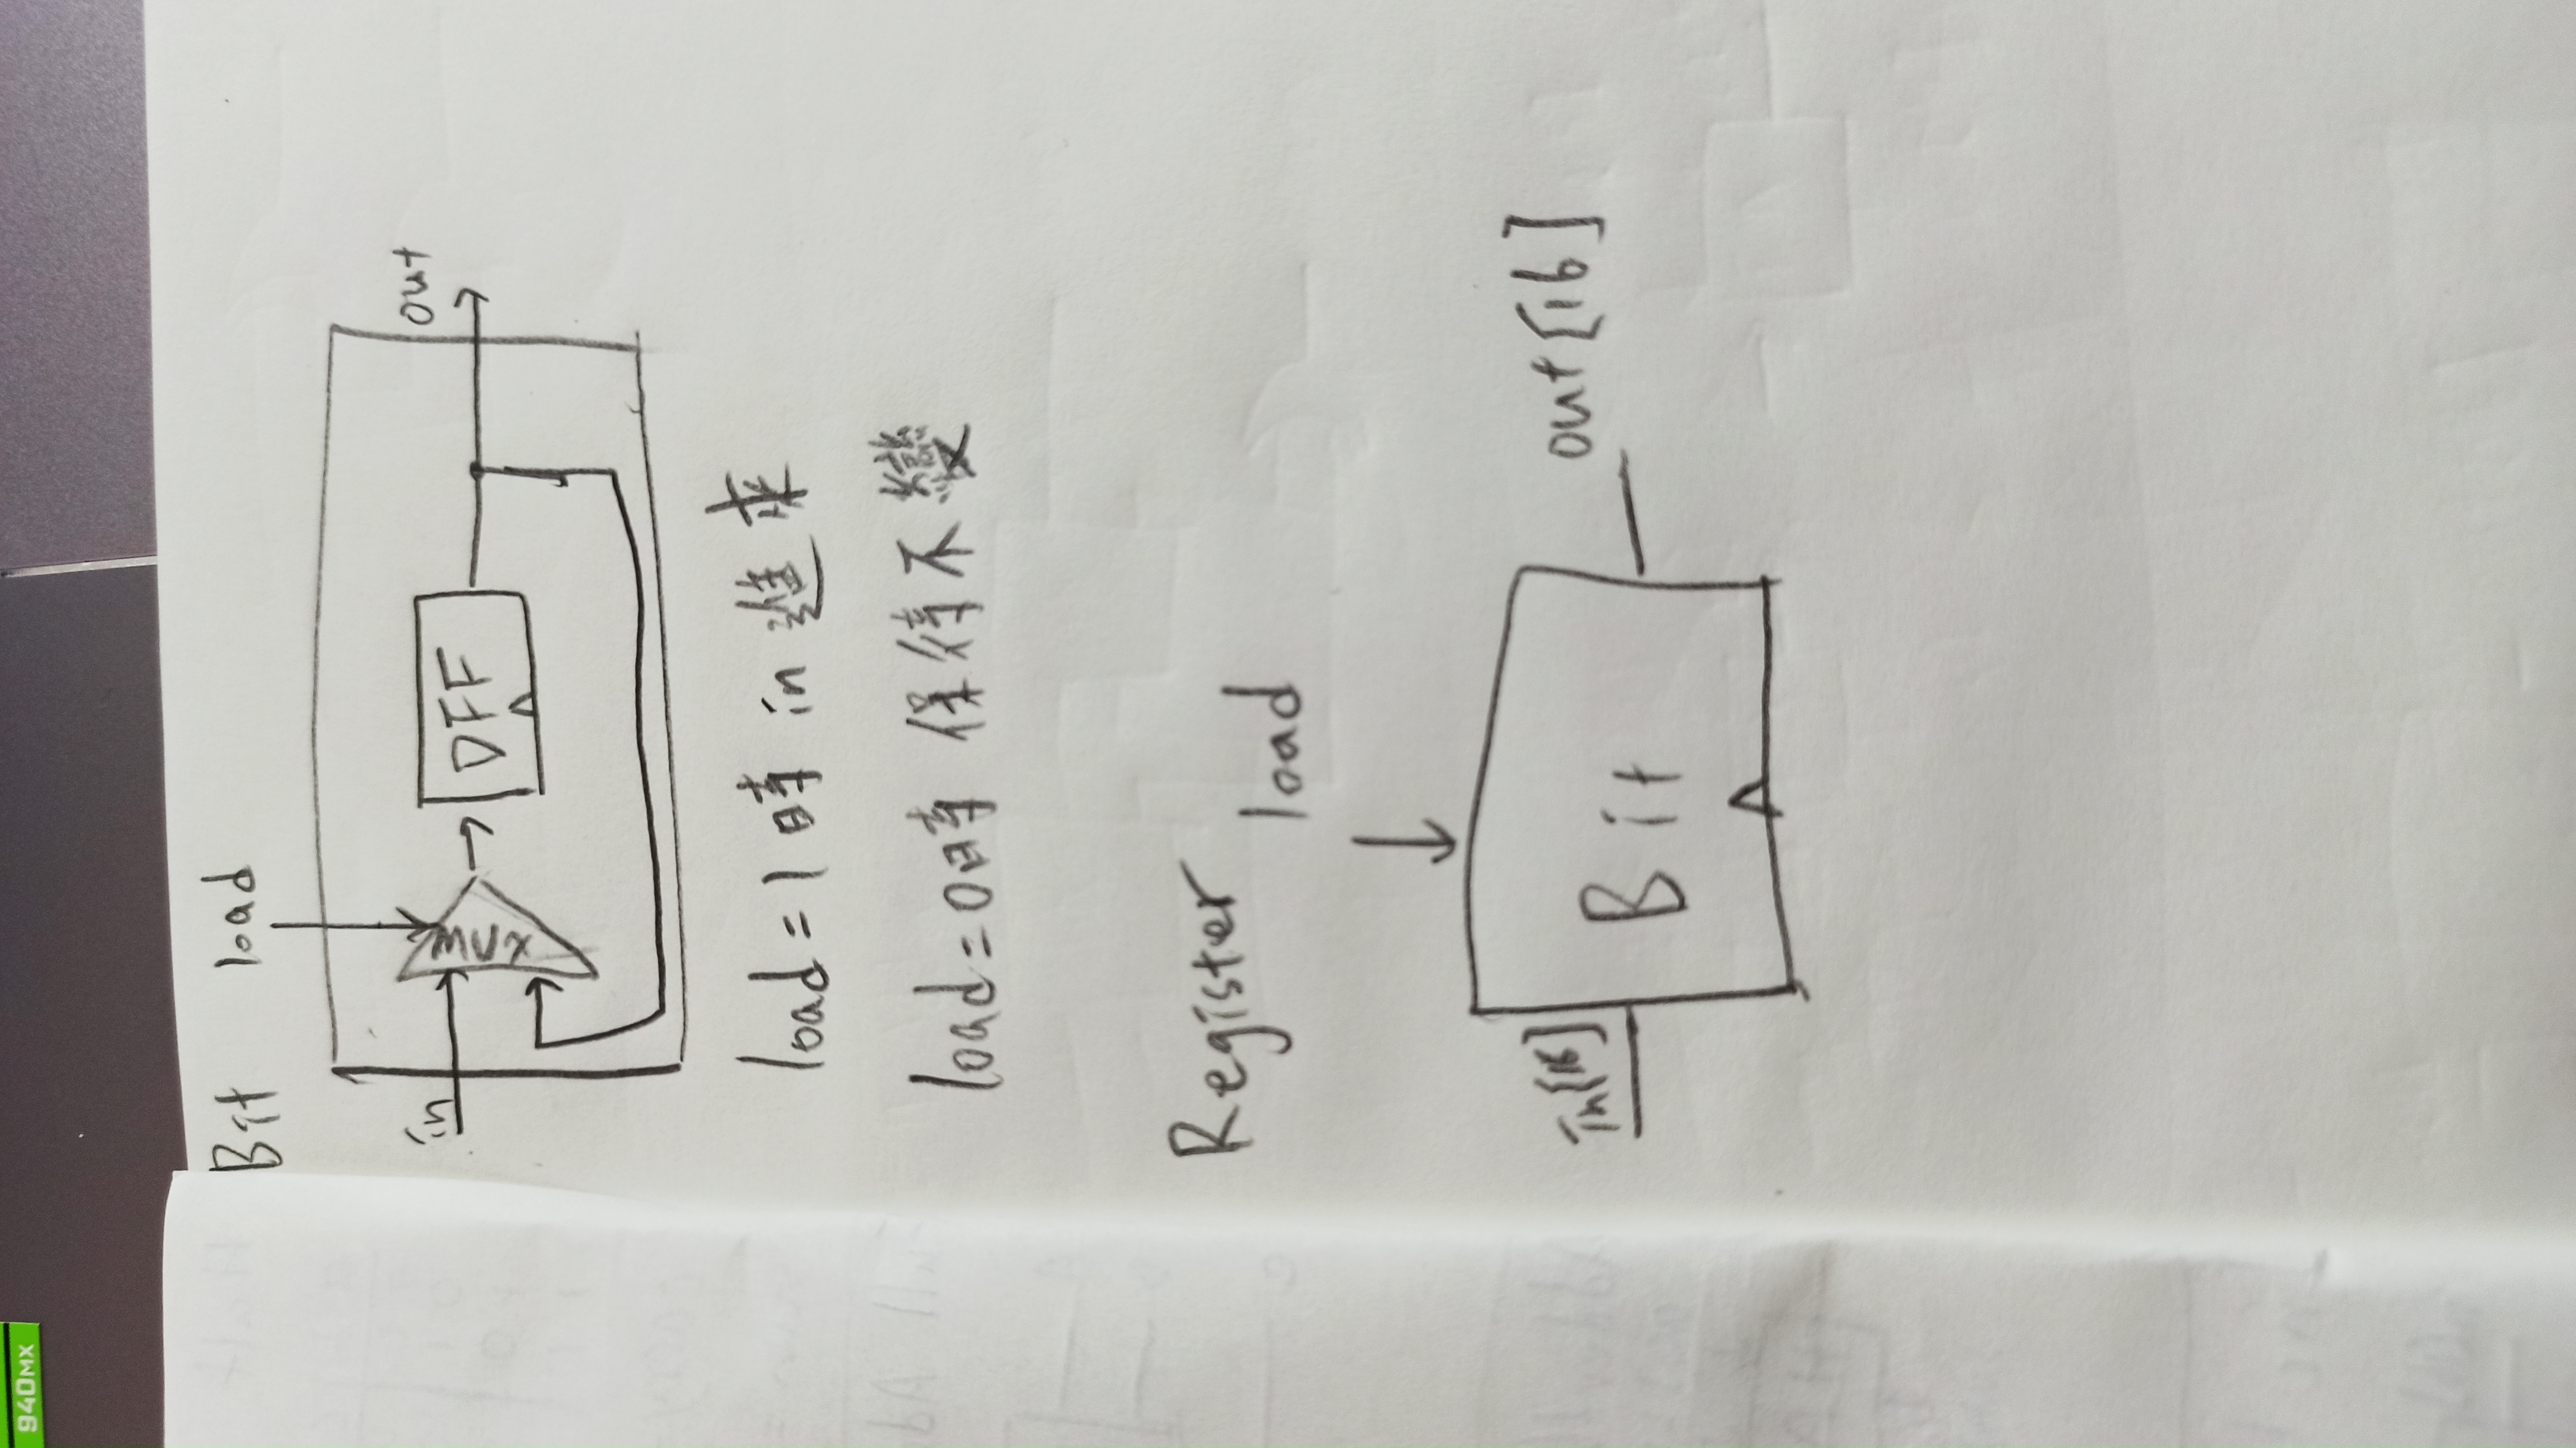 940MX
Bit
load
in
MUX
DFF
out
load=1時 in 進來
load=0時 保待不變
Register
load
in[16]
Bit
out[16]